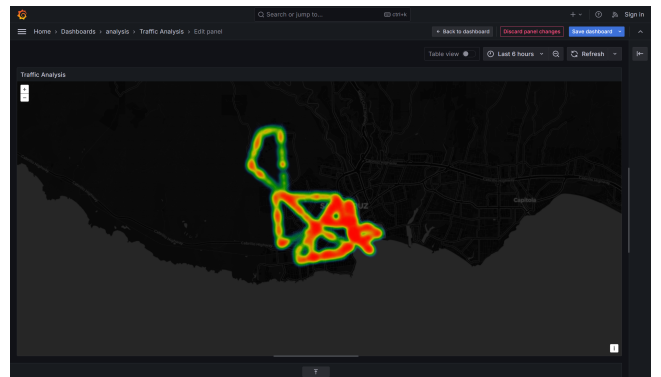 Search or jump to...
ctrl+k
Sign in
Home › Dashboards › analysis › Traffic Analysis › Edit panel
← Back to dashboard
Discard panel changes
Save dashboard
Table view
Last 6 hours
Refresh
Traffic Analysis
+
−
UZ
Capitola
i